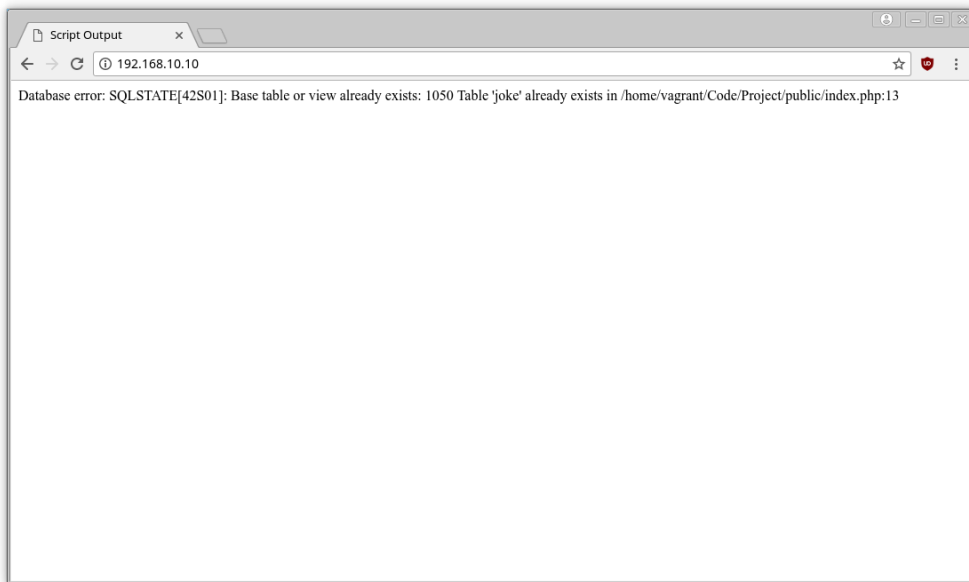 Script Output
192.168.10.10
Database error: SQLSTATE[42S01]: Base table or view already exists: 1050 Table 'joke' already exists in /home/vagrant/Code/Project/public/index.php:13